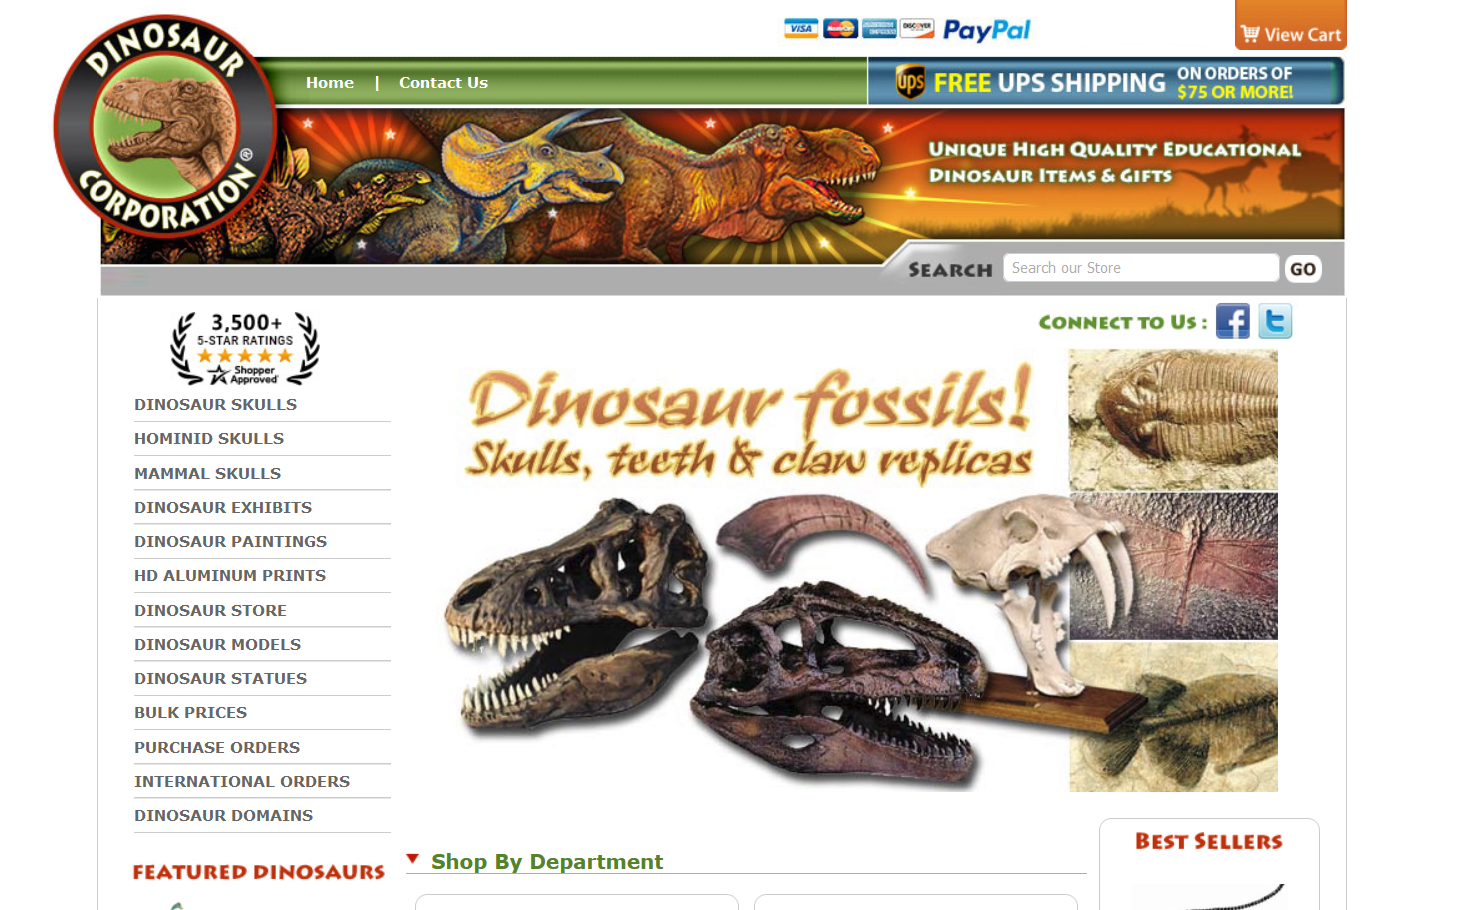 DINOSAUR
CORPORATION®
VISA MasterCard AMERICAN EXPRESS DISCOVER PayPal
View Cart
Home | Contact Us
ups FREE UPS SHIPPING ON ORDERS OF
$75 OR MORE!
UNIQUE HIGH QUALITY EDUCATIONAL
DINOSAUR ITEMS & GIFTS
SEARCH Search our Store GO
3,500+
5-STAR RATINGS
Shopper
Approved
CONNECT TO US :
DINOSAUR SKULLS
HOMINID SKULLS
MAMMAL SKULLS
DINOSAUR EXHIBITS
DINOSAUR PAINTINGS
HD ALUMINUM PRINTS
DINOSAUR STORE
DINOSAUR MODELS
DINOSAUR STATUES
BULK PRICES
PURCHASE ORDERS
INTERNATIONAL ORDERS
DINOSAUR DOMAINS
FEATURED DINOSAURS
Dinosaur fossils!
Skulls, teeth & claw replicas
Shop By Department
BEST SELLERS